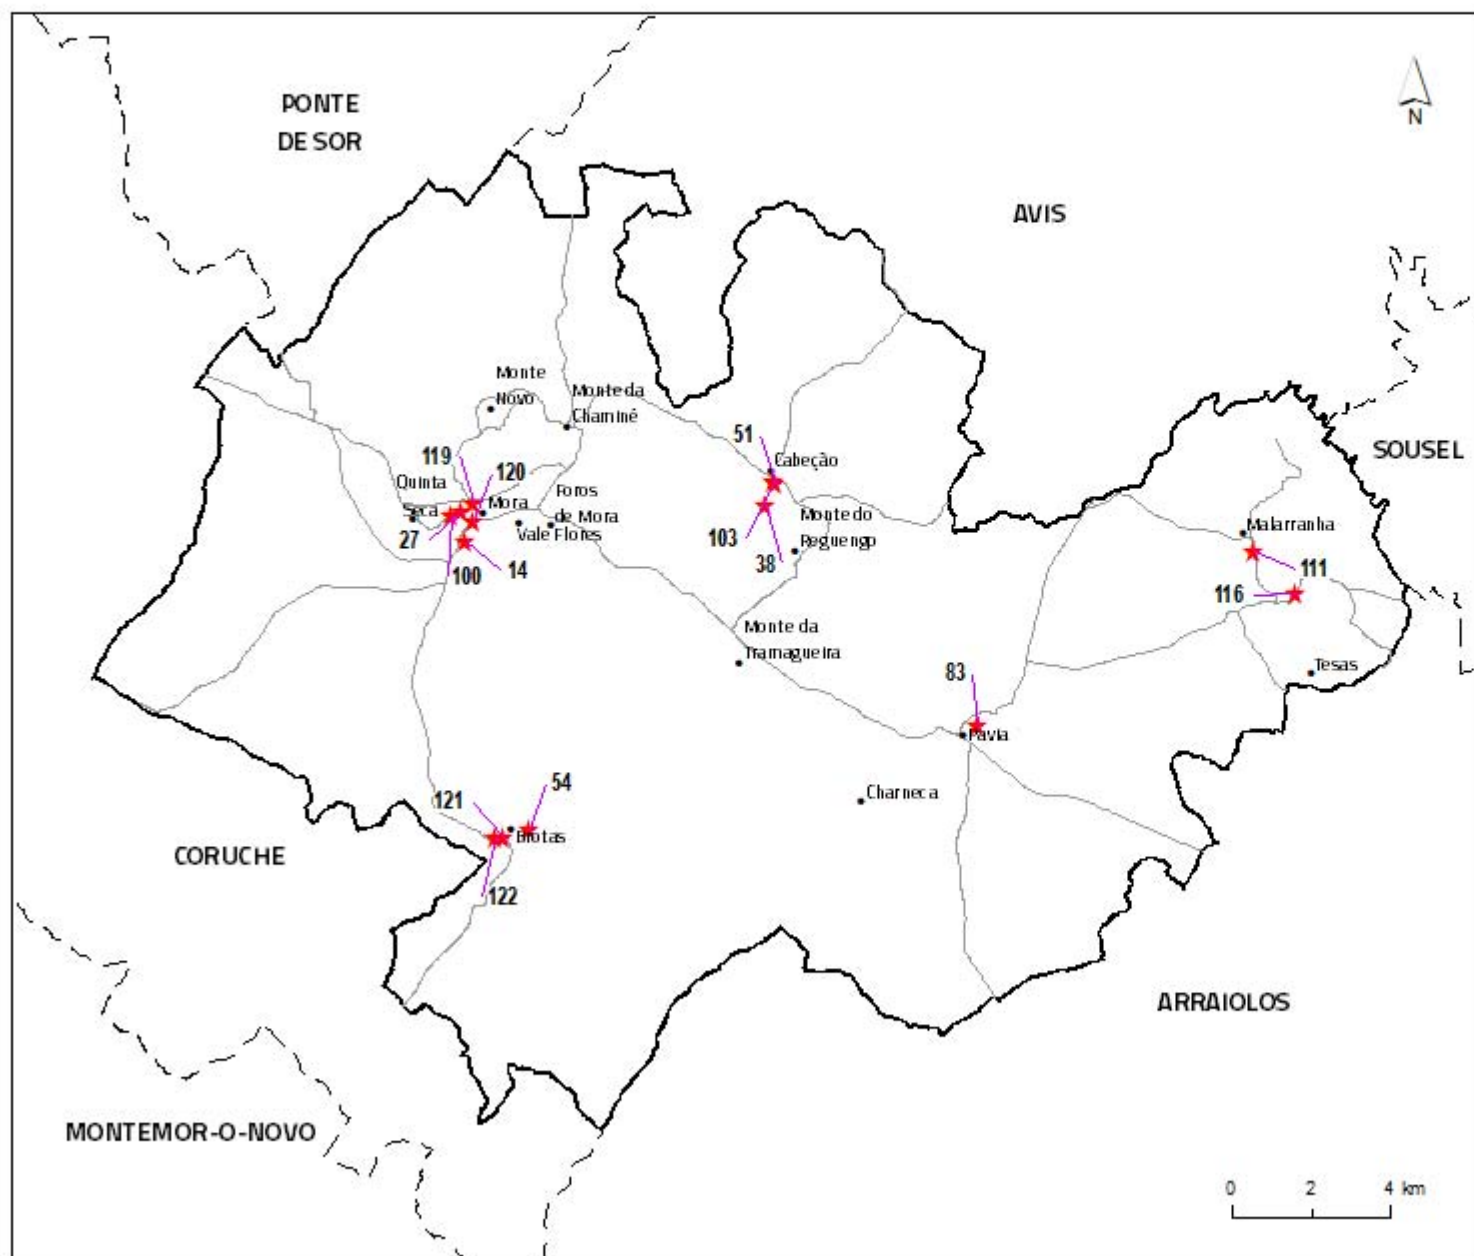 PONTE
DE SOR
N
AVIS
Monte
Novo
Monte da
Chaminé
51
Cabeção
SOUSEL
119
120
Quinta
Seca
Mora
Foros
de Mora
Vale Flores
27
100
14
103
38
Monte do
Reguengo
Malarranha
111
116
Monte da
Tramagueira
Tesas
83
Pavia
54
121
Charneca
Brotas
CORUCHE
122
ARRAIOLOS
MONTEMOR-O-NOVO
0 2 4 km